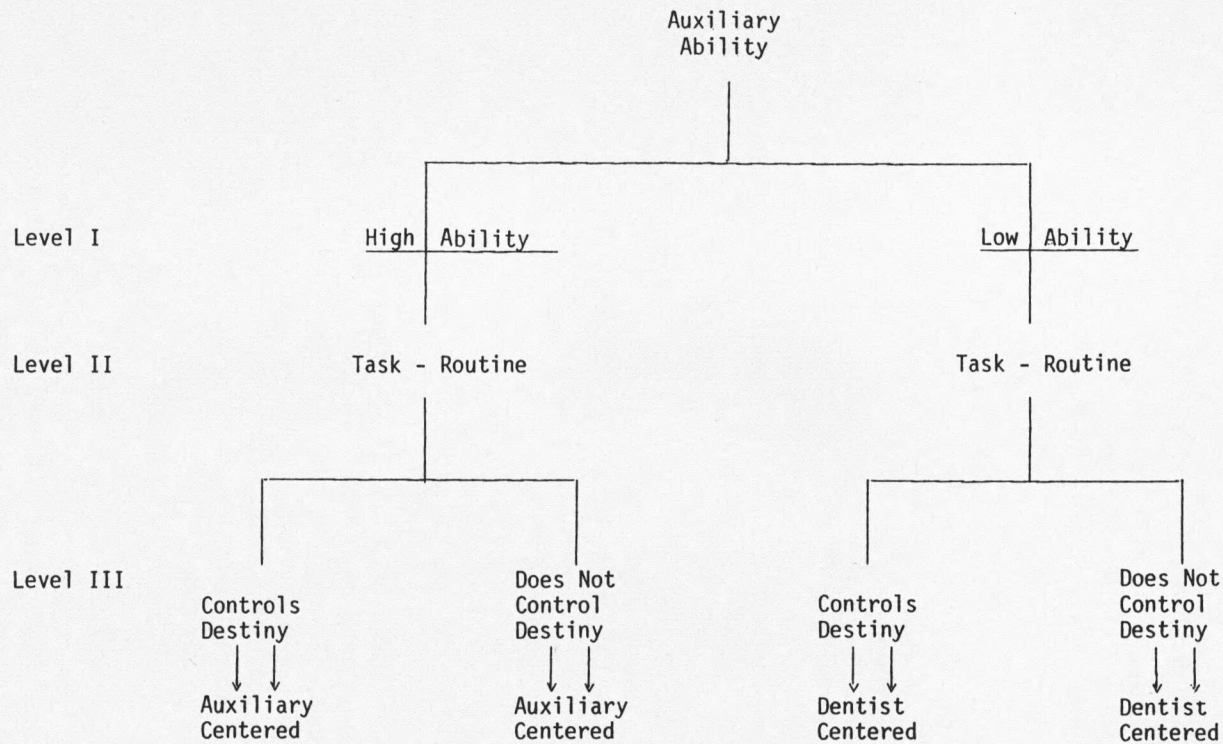 Auxiliary
Ability
Level I High Ability Low Ability
Level II Task - Routine Task - Routine
Level III
Controls
Destiny
Auxiliary
Centered
Does Not
Control
Destiny
Auxiliary
Centered
Controls
Destiny
Dentist
Centered
Does Not
Control
Destiny
Dentist
Centered